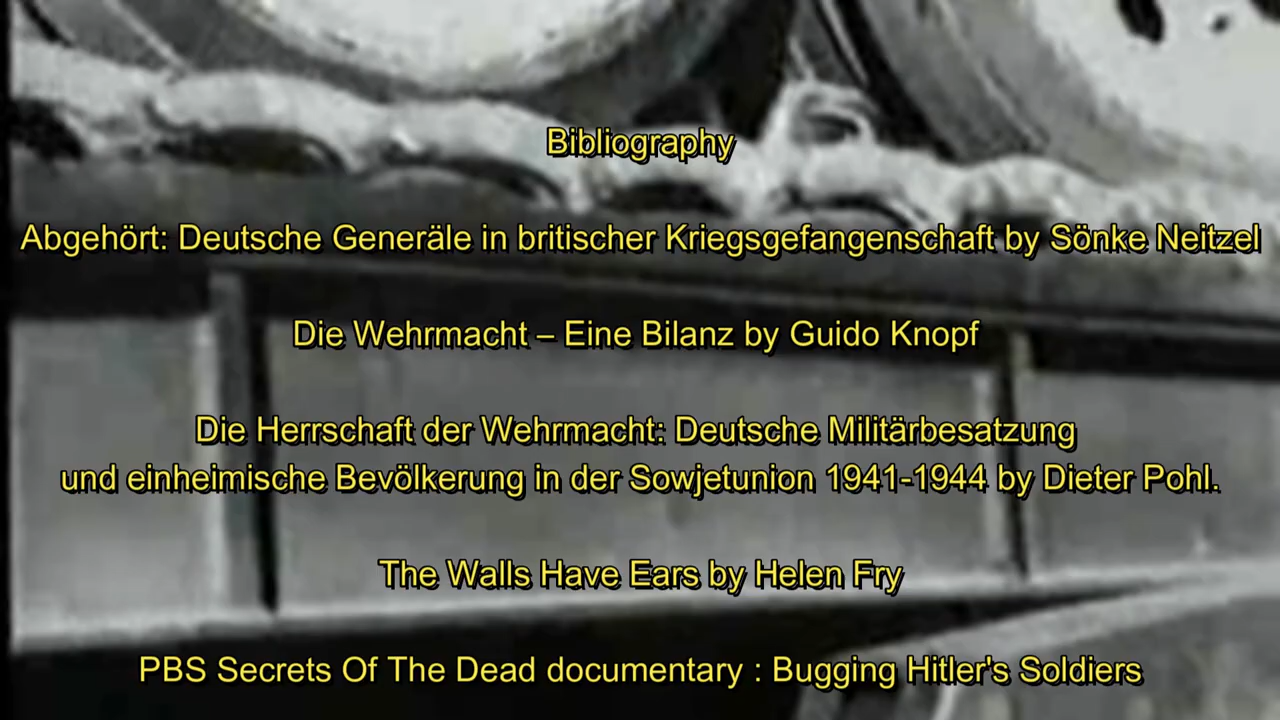 Bibliography
Abgehört: Deutsche Generäle in britischer Kriegsgefangenschaft by Sönke Neitzel
Die Wehrmacht – Eine Bilanz by Guido Knopf
Die Herrschaft der Wehrmacht: Deutsche Militärbesatzung
und einheimische Bevölkerung in der Sowjetunion 1941-1944 by Dieter Pohl.
The Walls Have Ears by Helen Fry
PBS Secrets Of The Dead documentary : Bugging Hitler's Soldiers